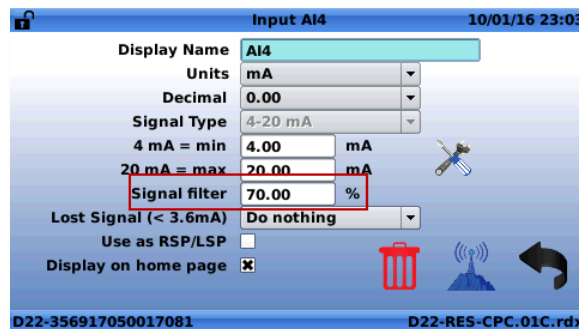 Input AI4 10/01/16 23:03
Display Name AI4
Units mA
Decimal 0.00
Signal Type 4-20 mA
4 mA = min 4.00 mA
20 mA = max 20.00 mA
Signal filter 70.00 %
Lost Signal (< 3.6mA) Do nothing
Use as RSP/LSP
Display on home page
D22-356917050017081 D22-RES-CPC.01C.rdx